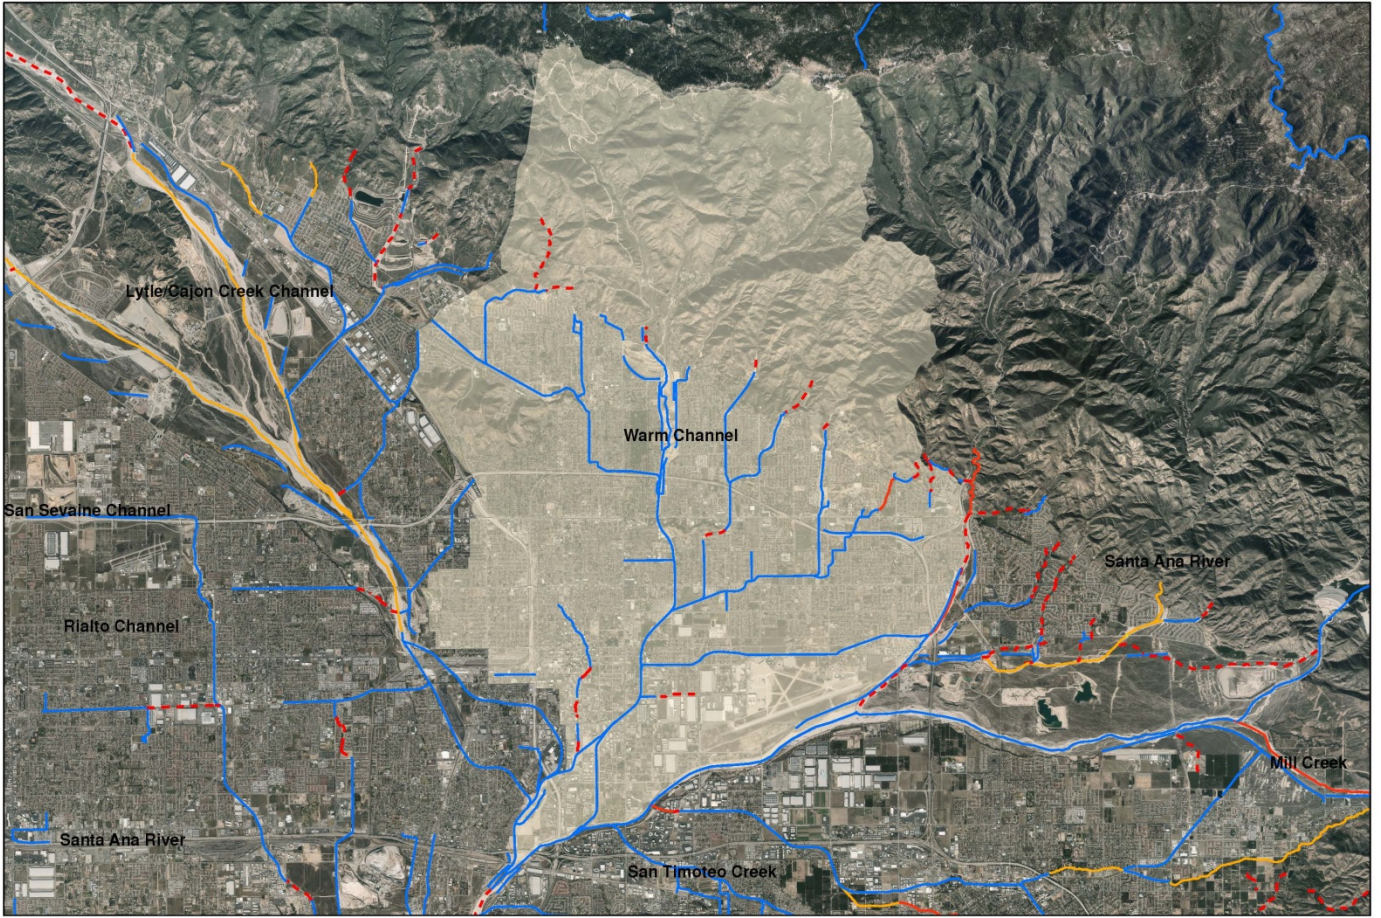 Lytle/Cajon Creek Channel
Warm Channel
San Sevaine Channel
Santa Ana River
Rialto Channel
Mill Creek
Santa Ana River
San Timoteo Creek